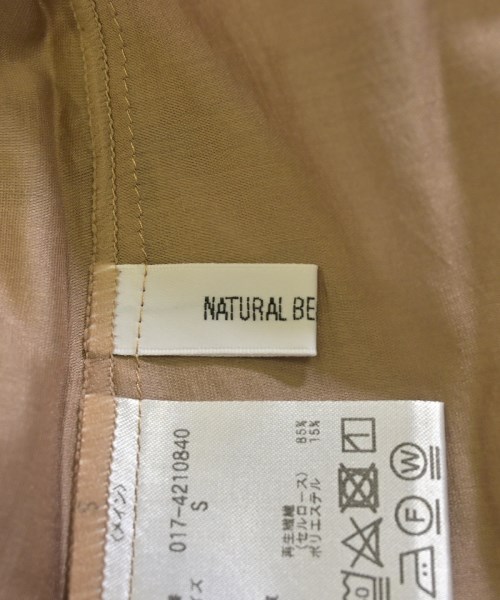 NATURAL BE
S
(メイン)
017-4210840
S
再生繊維
(セルロース) 85%
ポリエステル 15%
W
F